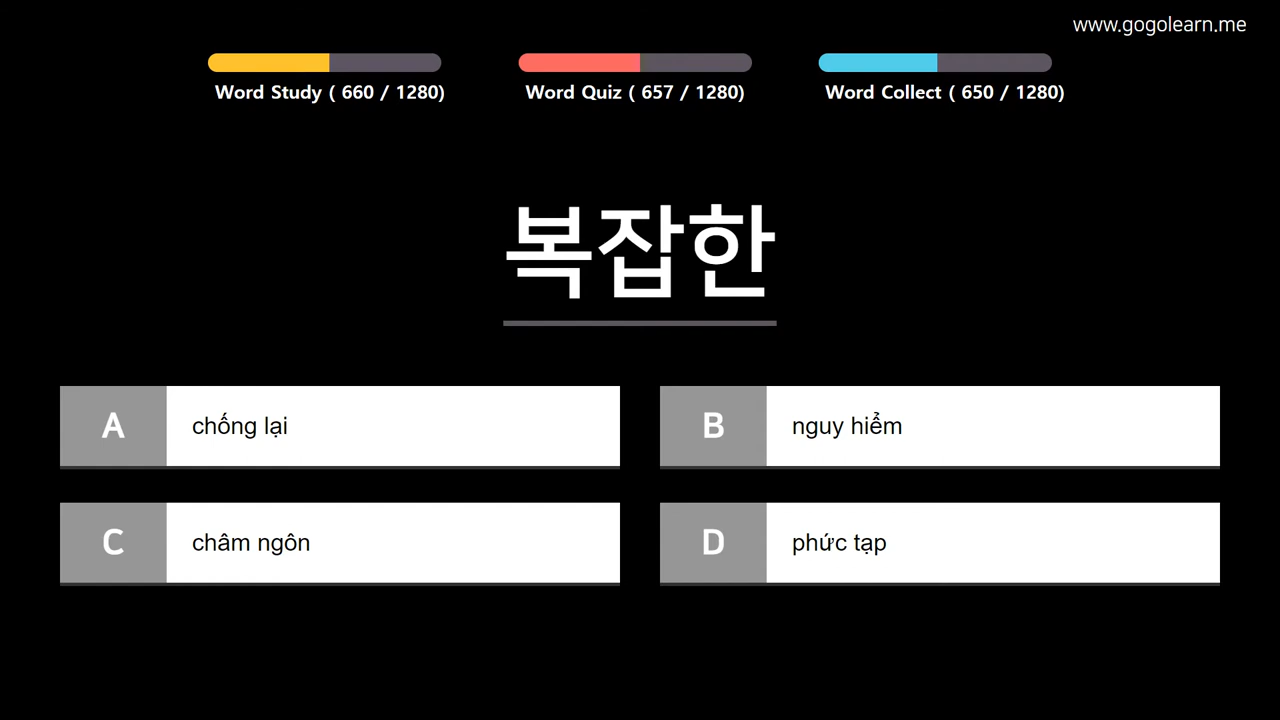 www.gogolearn.me
Word Study ( 660 / 1280)
Word Quiz ( 657 / 1280)
Word Collect ( 650 / 1280)
복잡한
A chống lại
B nguy hiểm
C châm ngôn
D phức tạp